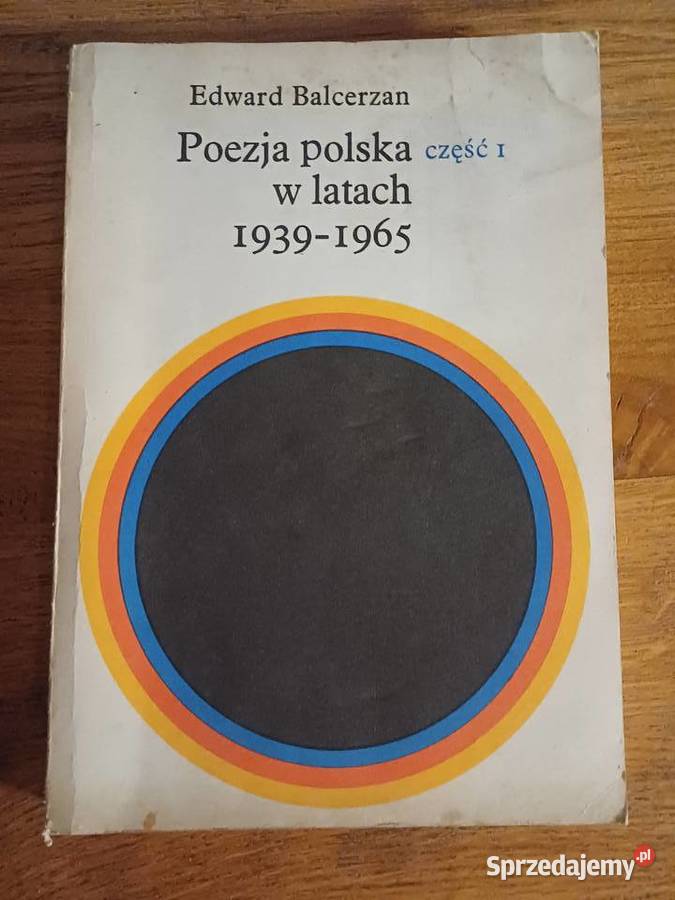 Edward Balcerzan
Poezja polska część I
w latach
1939-1965
Sprzedajemy.pl